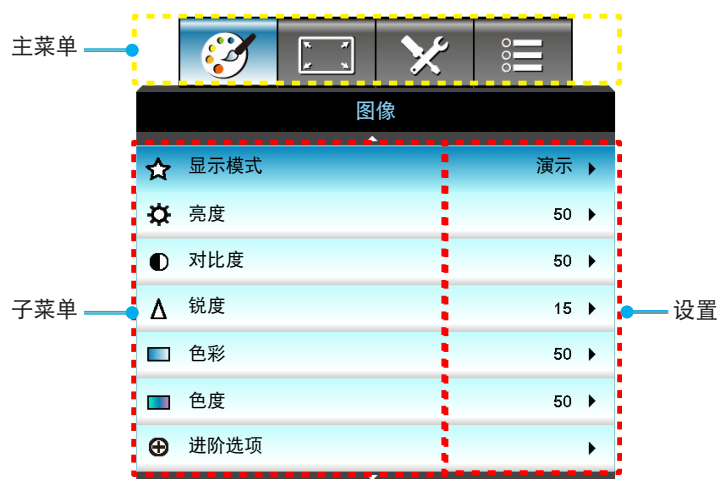 主菜单
图像
显示模式 演示
亮度 50
对比度 50
子菜单
锐度 15
设置
色彩 50
色度 50
进阶选项